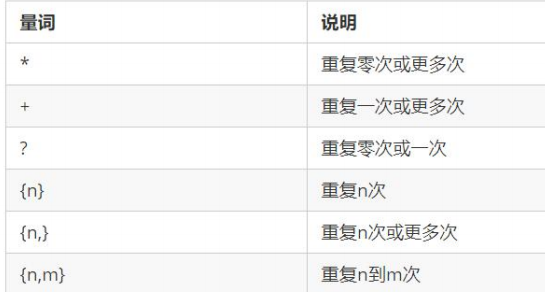 量词 说明
* 重复零次或更多次
+ 重复一次或更多次
? 重复零次或一次
{n} 重复n次
{n,} 重复n次或更多次
{n,m} 重复n到m次